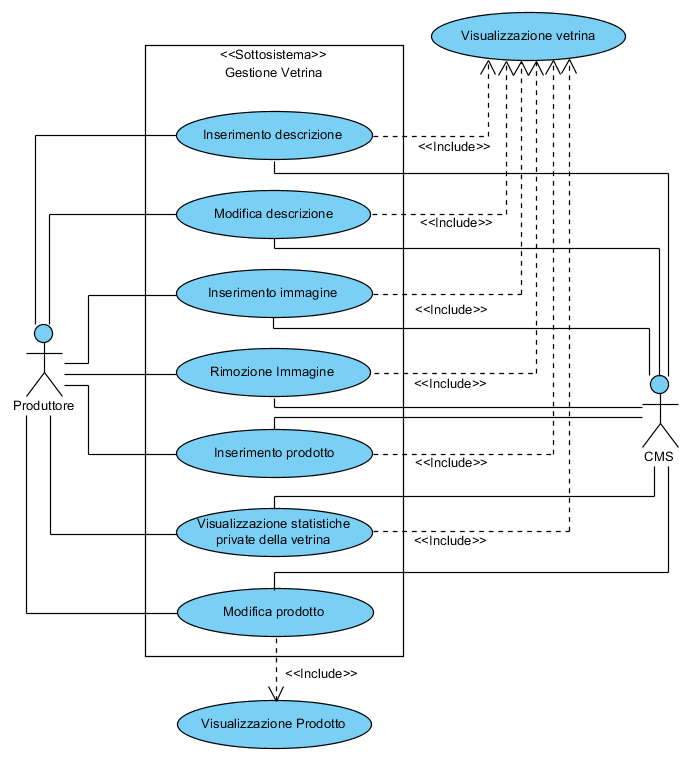 Visualizzazione vetrina
<<Sottosistema>>
Gestione Vetrina
Inserimento descrizione
<<Include>>
Modifica descrizione
<<Include>>
Inserimento immagine
<<Include>>
Rimozione Immagine
<<Include>>
Produttore
Inserimento prodotto
<<Include>>
CMS
Visualizzazione statistiche
private della vetrina
<<Include>>
Modifica prodotto
<<Include>>
Visualizzazione Prodotto